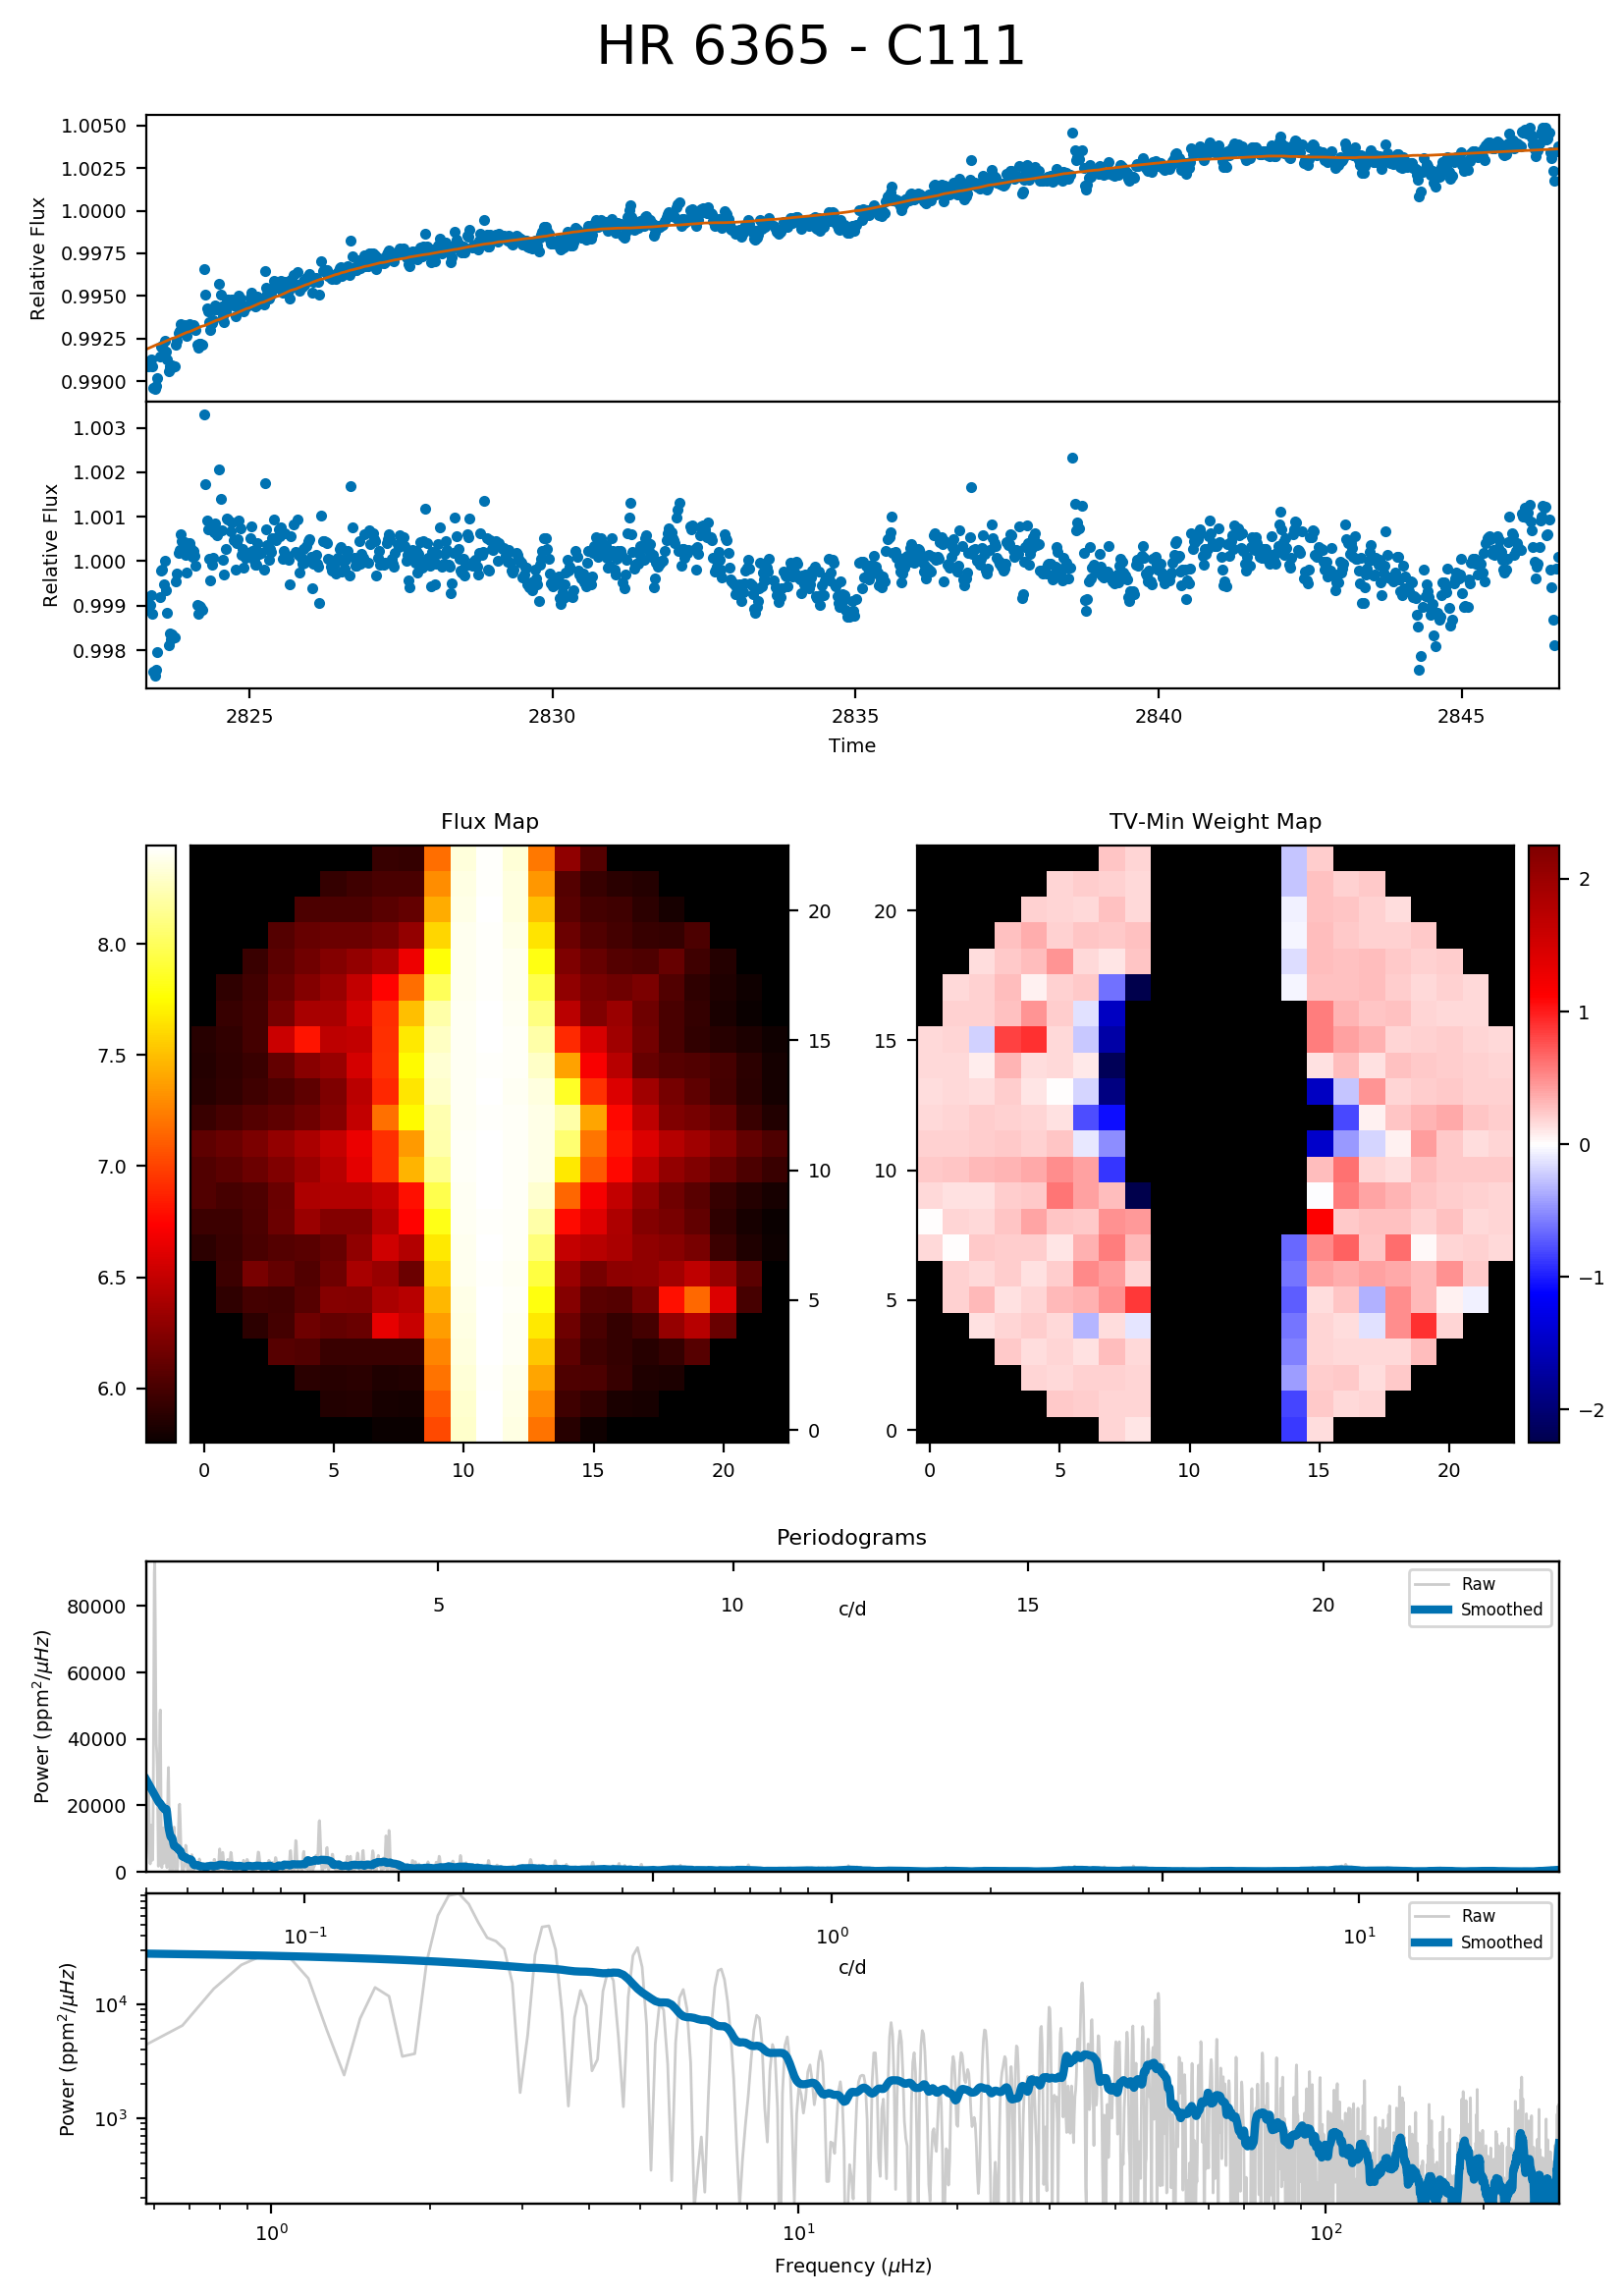 HR 6365 - C111
1.0050
1.0025
1.0000
0.9975
0.9950
0.9925
0.9900
Relative Flux
1.003
1.002
1.001
1.000
0.999
0.998
Relative Flux
2825 2830 2835 2840 2845
Time
Flux Map
8.0
7.5
7.0
6.5
6.0
20
15
10
5
0
0 5 10 15 20
TV-Min Weight Map
20
15
10
5
0
0 5 10 15 20
2
1
0
−1
−2
Periodograms
5 10 15 20
c/d
Raw
Smoothed
80000
60000
40000
20000
0
Power (ppm²/μHz)
10⁻¹ 10⁰ 10¹
c/d
Raw
Smoothed
10⁴
10³
Power (ppm²/μHz)
10⁰ 10¹ 10²
Frequency (μHz)